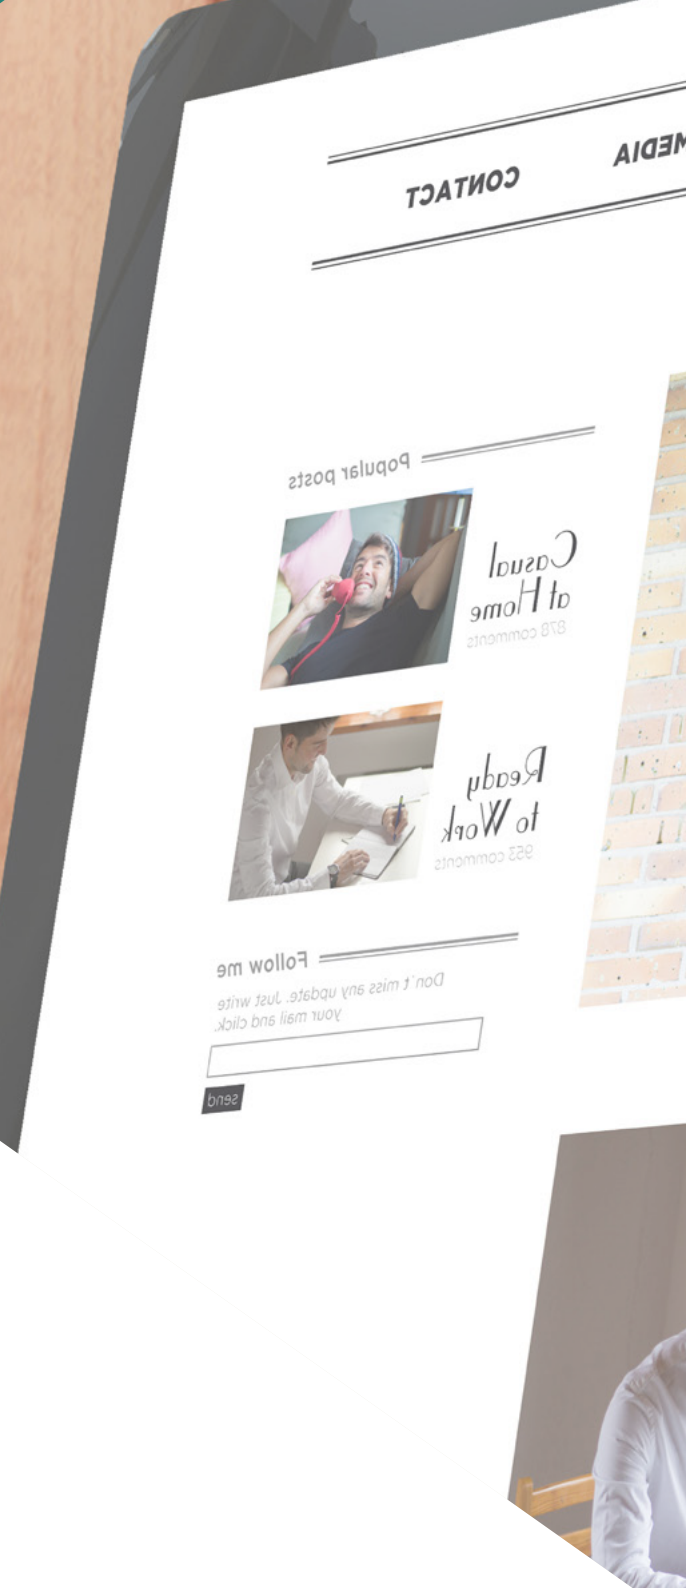 MEDIA
CONTACT
Popular posts
Casual
at Home
878 comments
Ready
to Work
953 comments
Follow me
Don't miss any update. Just write
your mail and click.
send